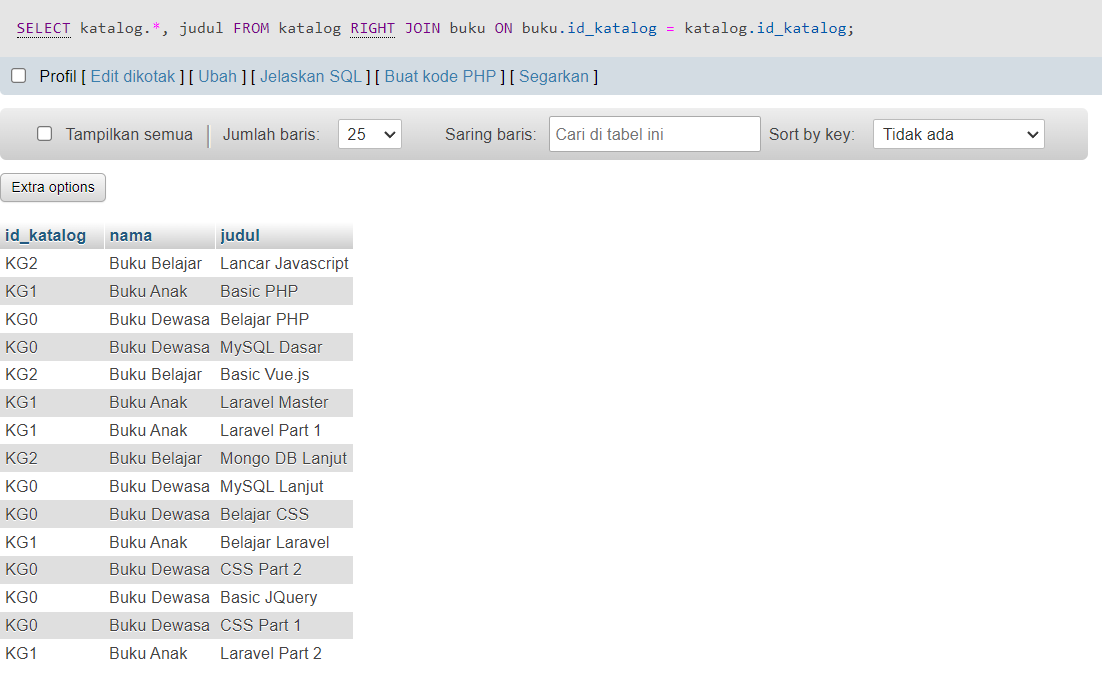 SELECT katalog.*, judul FROM katalog RIGHT JOIN buku ON buku.id_katalog = katalog.id_katalog;
Profil [ Edit dikotak ] [ Ubah ] [ Jelaskan SQL ] [ Buat kode PHP ] [ Segarkan ]
Tampilkan semua | Jumlah baris: 25 Saring baris: Cari di tabel ini Sort by key: Tidak ada
Extra options
id_katalog nama judul
KG2 Buku Belajar Lancar Javascript
KG1 Buku Anak Basic PHP
KG0 Buku Dewasa Belajar PHP
KG0 Buku Dewasa MySQL Dasar
KG2 Buku Belajar Basic Vue.js
KG1 Buku Anak Laravel Master
KG1 Buku Anak Laravel Part 1
KG2 Buku Belajar Mongo DB Lanjut
KG0 Buku Dewasa MySQL Lanjut
KG0 Buku Dewasa Belajar CSS
KG1 Buku Anak Belajar Laravel
KG0 Buku Dewasa CSS Part 2
KG0 Buku Dewasa Basic JQuery
KG0 Buku Dewasa CSS Part 1
KG1 Buku Anak Laravel Part 2